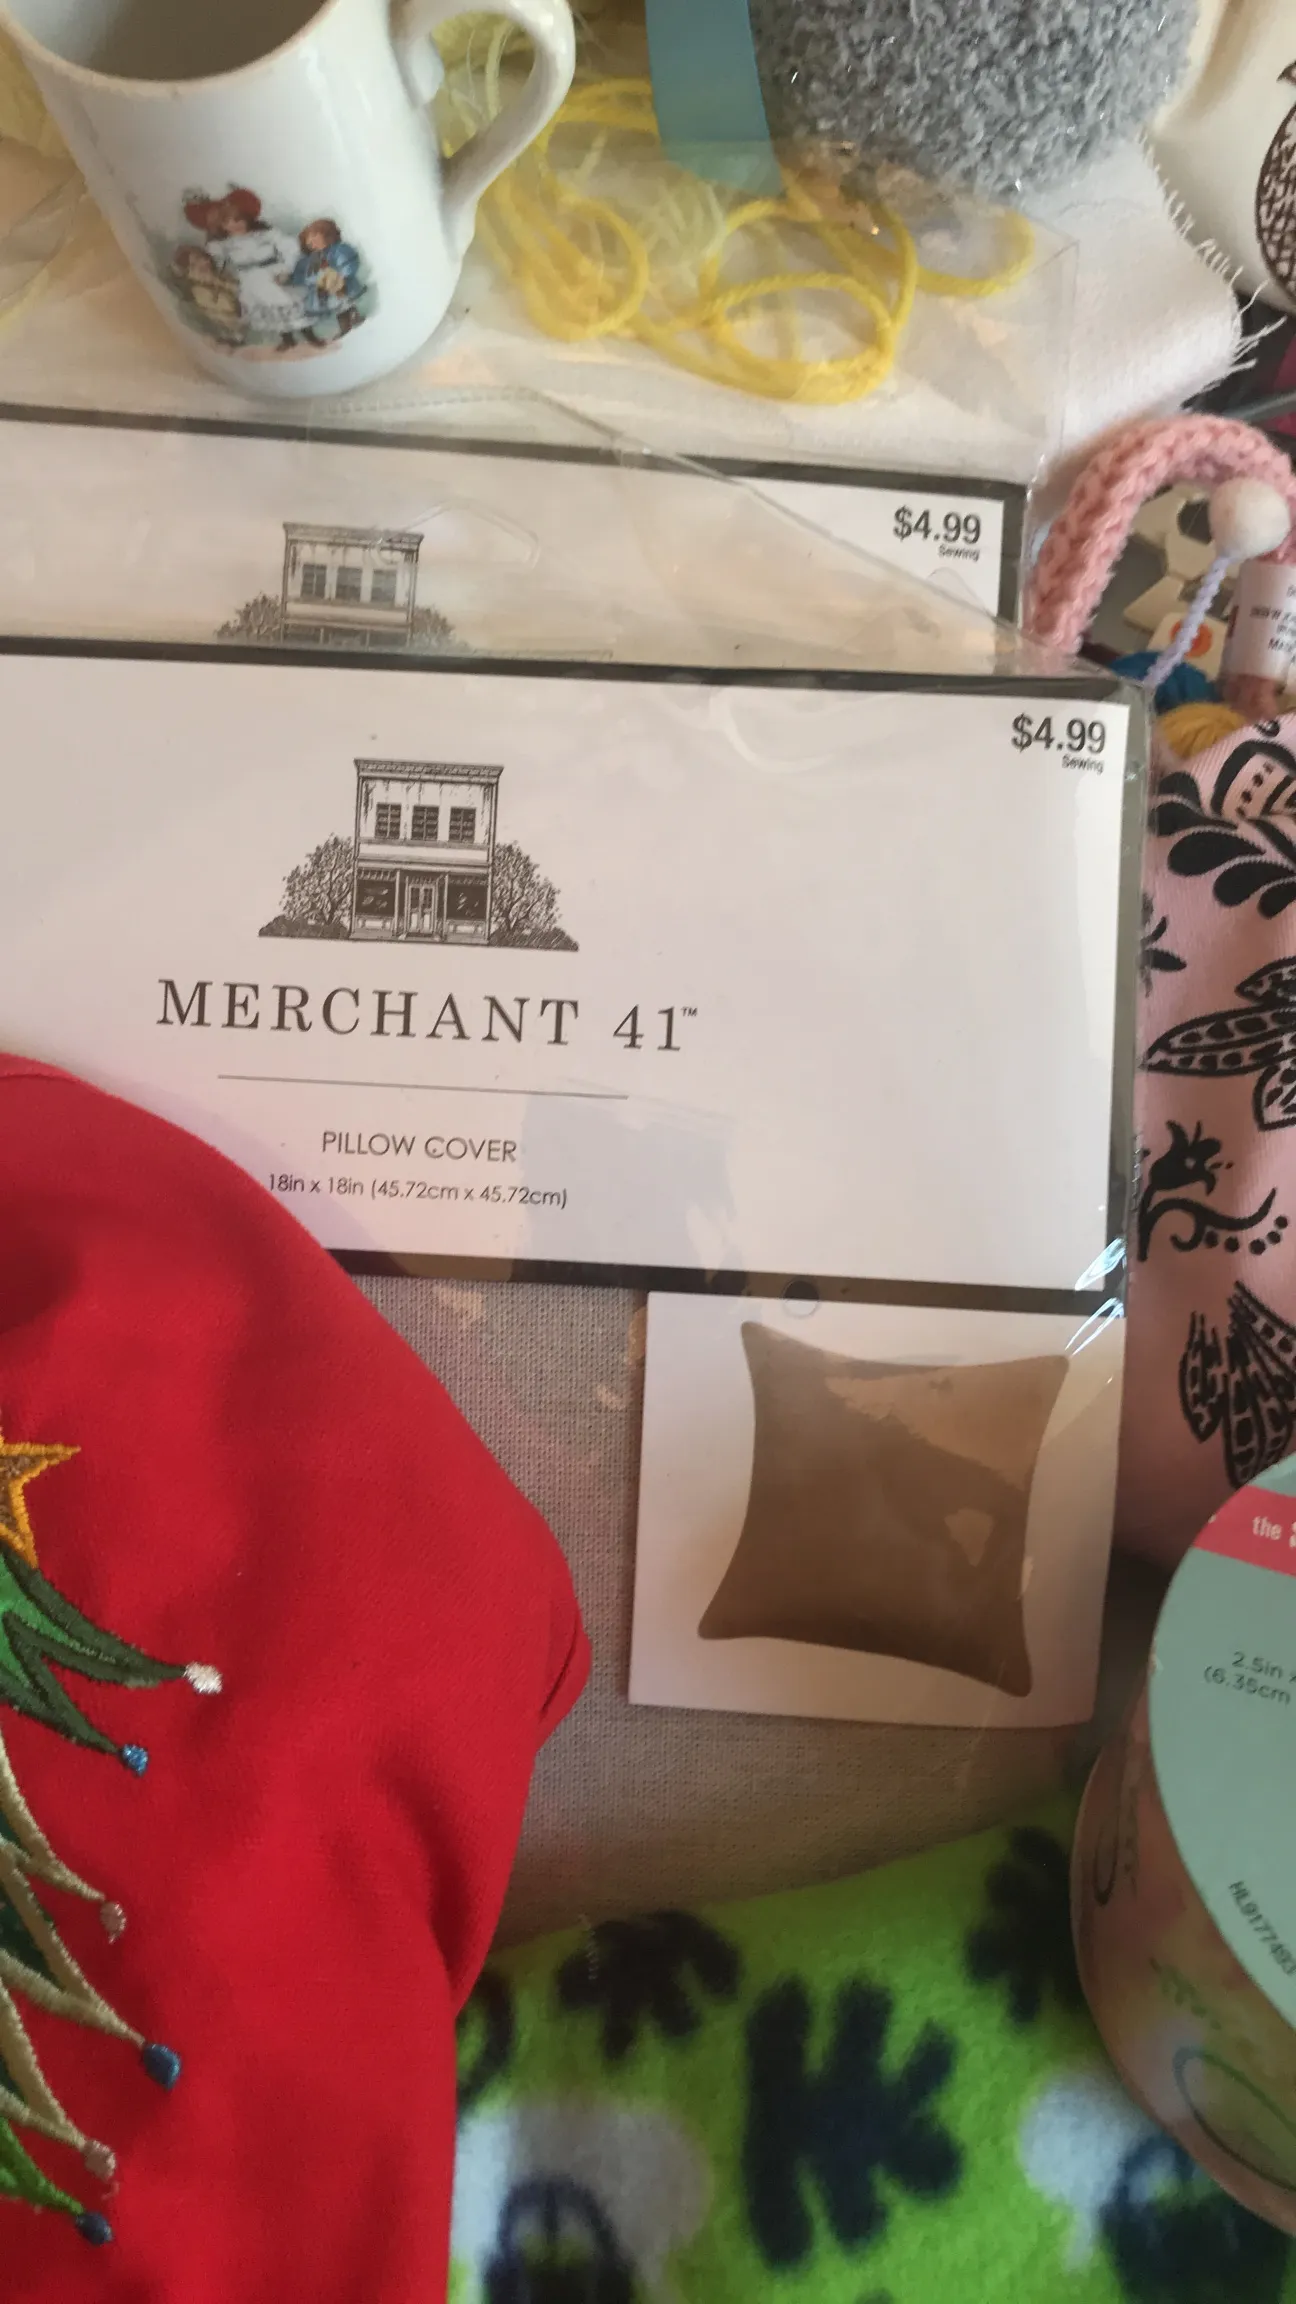 $4.99
Sewing
$4.99
Sewing
MERCHANT 41™
PILLOW COVER
18in x 18in (45.72cm x 45.72cm)
the
2.5in
(6.35cm
HL9177493